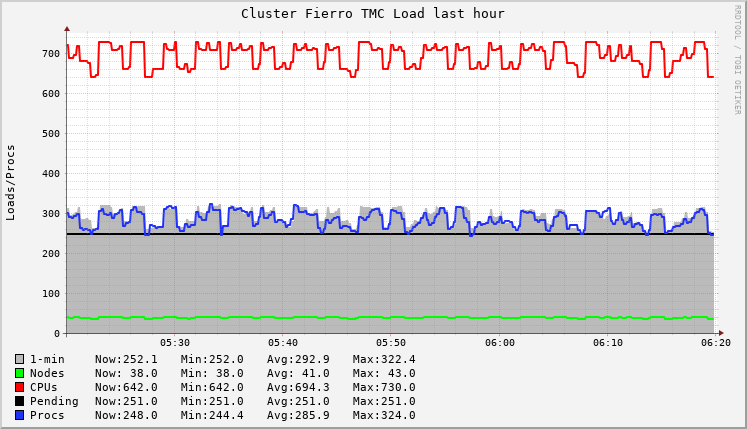 Cluster Fierro TMC Load last hour
RRDTOOL / TOBI OETIKER
Loads/Procs
700
600
500
400
300
200
100
0
05:30 05:40 05:50 06:00 06:10 06:20
1-min Now:252.1 Min:252.0 Avg:292.9 Max:322.4
Nodes Now: 38.0 Min: 38.0 Avg: 41.0 Max: 43.0
CPUs Now:642.0 Min:642.0 Avg:694.3 Max:730.0
Pending Now:251.0 Min:251.0 Avg:251.0 Max:251.0
Procs Now:248.0 Min:244.4 Avg:285.9 Max:324.0